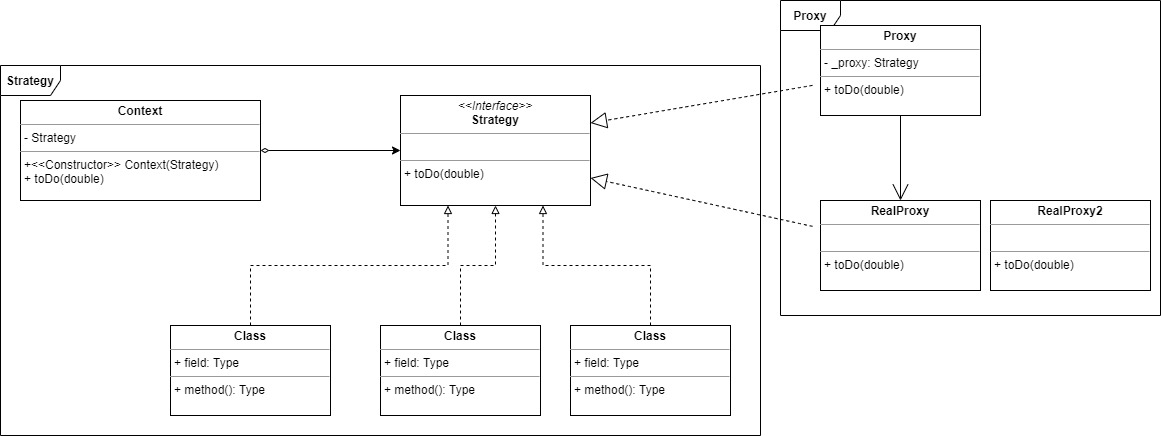 Strategy
Context
- Strategy
+<<Constructor>> Context(Strategy)
+ toDo(double)
<<Interface>>
Strategy
+ toDo(double)
Class
+ field: Type
+ method(): Type
Class
+ field: Type
+ method(): Type
Class
+ field: Type
+ method(): Type
Proxy
Proxy
- _proxy: Strategy
+ toDo(double)
RealProxy
+ toDo(double)
RealProxy2
+ toDo(double)